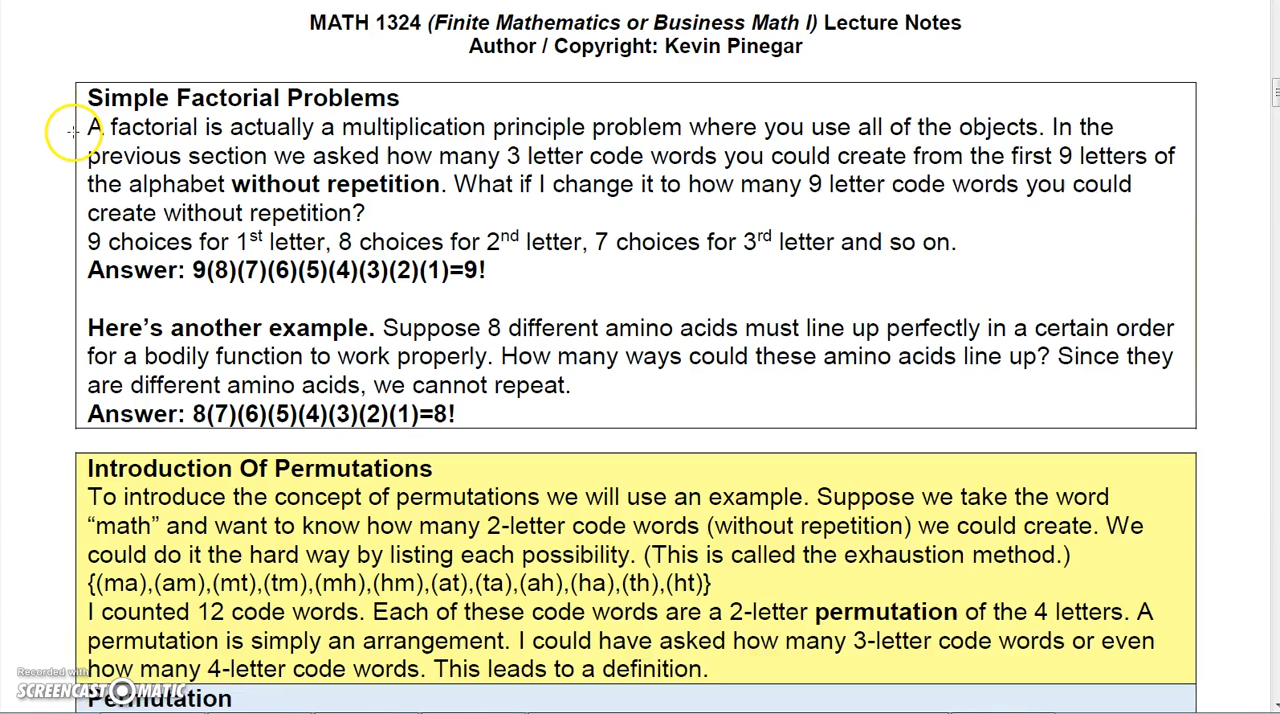 MATH 1324 (Finite Mathematics or Business Math I) Lecture Notes
Author / Copyright: Kevin Pinegar
Simple Factorial Problems
A factorial is actually a multiplication principle problem where you use all of the objects. In the
previous section we asked how many 3 letter code words you could create from the first 9 letters of
the alphabet without repetition. What if I change it to how many 9 letter code words you could
create without repetition?
9 choices for 1st letter, 8 choices for 2nd letter, 7 choices for 3rd letter and so on.
Answer: 9(8)(7)(6)(5)(4)(3)(2)(1)=9!
Here’s another example. Suppose 8 different amino acids must line up perfectly in a certain order
for a bodily function to work properly. How many ways could these amino acids line up? Since they
are different amino acids, we cannot repeat.
Answer: 8(7)(6)(5)(4)(3)(2)(1)=8!
Introduction Of Permutations
To introduce the concept of permutations we will use an example. Suppose we take the word
“math” and want to know how many 2-letter code words (without repetition) we could create. We
could do it the hard way by listing each possibility. (This is called the exhaustion method.)
{(ma),(am),(mt),(tm),(mh),(hm),(at),(ta),(ah),(ha),(th),(ht)}
I counted 12 code words. Each of these code words are a 2-letter permutation of the 4 letters. A
permutation is simply an arrangement. I could have asked how many 3-letter code words or even
how many 4-letter code words. This leads to a definition.
Recorded with
SCREENCAST-O-MATIC
Permutation